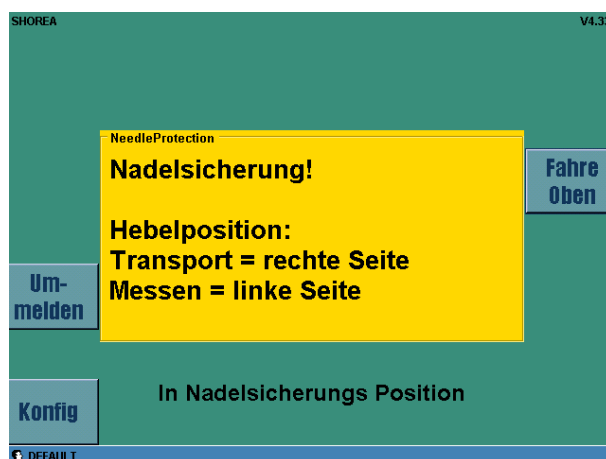 SHOREA
NeedleProtection
Nadelsicherung!
Hebelposition:
Transport = rechte Seite
Messen = linke Seite
Fahre
Oben
Um-
melden
In Nadelsicherungs Position
Konfig
DEFAULT